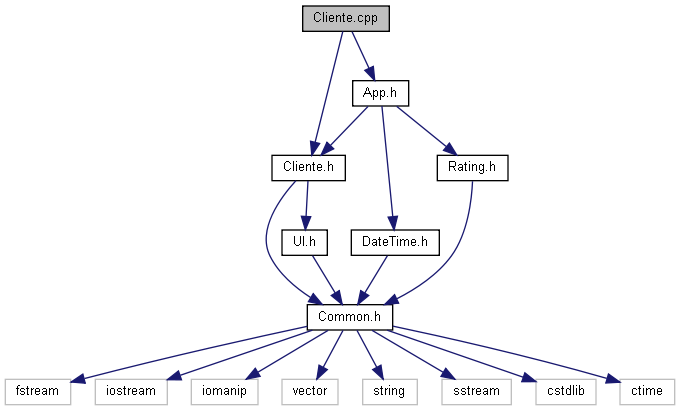 Cliente.cpp
App.h
Cliente.h
Rating.h
UI.h
DateTime.h
Common.h
fstream
iostream
iomanip
vector
string
sstream
cstdlib
ctime